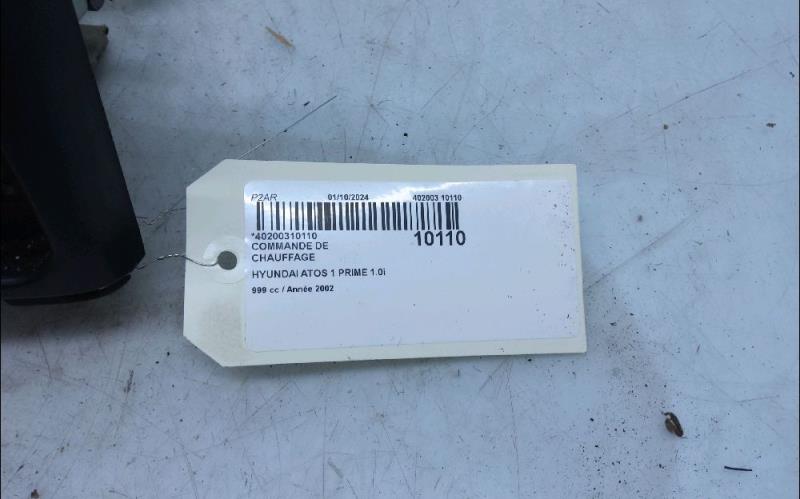 P2AR 01/10/2024 402003 10110
*40200310110 10110
COMMANDE DE
CHAUFFAGE
HYUNDAI ATOS 1 PRIME 1.0i
999 cc / Année 2002